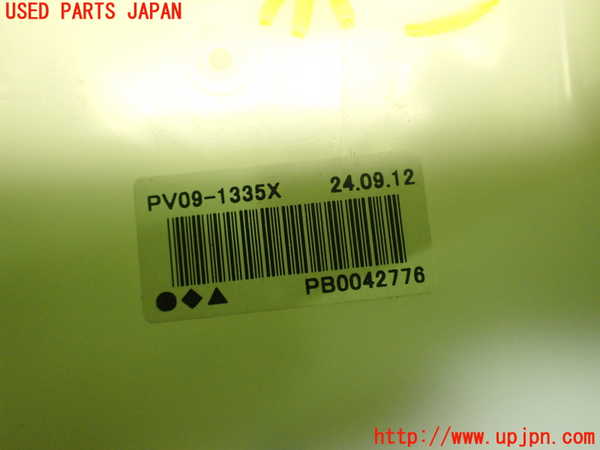 USED PARTS JAPAN
PV09-1335X 24.09.12
PB0042776
http://www.upjpn.com/